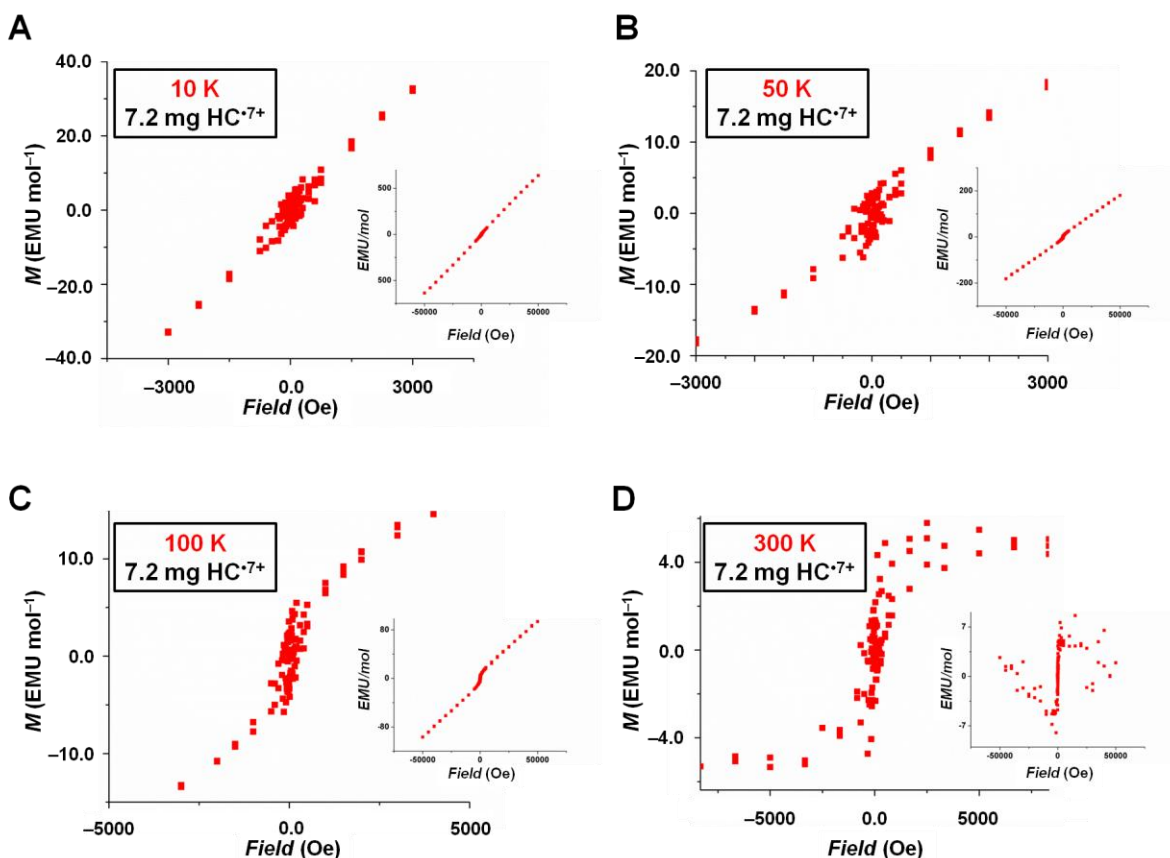 A
10 K
7.2 mg HC•7+
M (EMU mol–1)
40.0
20.0
0.0
–20.0
–40.0
–3000
0.0
3000
Field (Oe)
EMU/mol
500
0
500
-50000
0
50000
Field (Oe)
B
50 K
7.2 mg HC•7+
M (EMU mol–1)
20.0
10.0
0.0
–10.0
–20.0
–3000
0.0
3000
Field (Oe)
EMU/mol
200
0
-200
-50000
0
50000
Field (Oe)
C
100 K
7.2 mg HC•7+
M (EMU mol–1)
10.0
0.0
–10.0
–5000
0.0
5000
Field (Oe)
EMU/mol
80
0
-80
-50000
0
50000
Field (Oe)
D
300 K
7.2 mg HC•7+
M (EMU mol–1)
4.0
0.0
–4.0
–5000
0.0
5000
Field (Oe)
EMU/mol
7
0
-7
-50000
0
50000
Field (Oe)